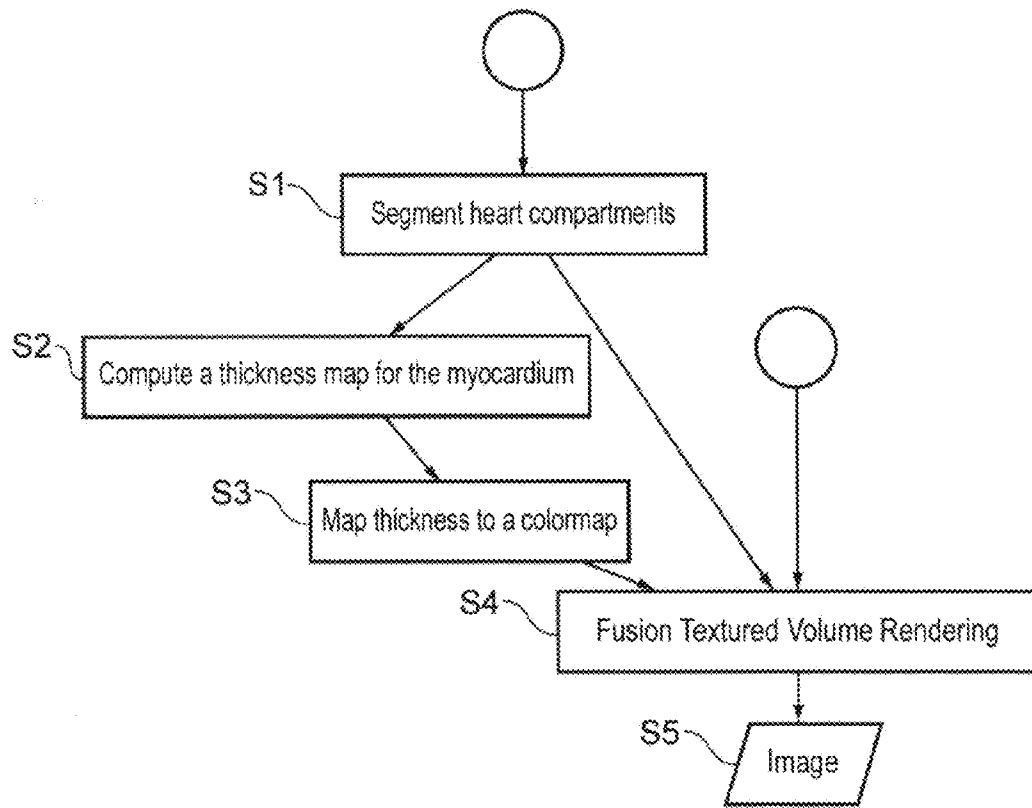 S1
Segment heart compartments
S2
Compute a thickness map for the myocardium
S3
Map thickness to a colormap
S4
Fusion Textured Volume Rendering
S5
Image